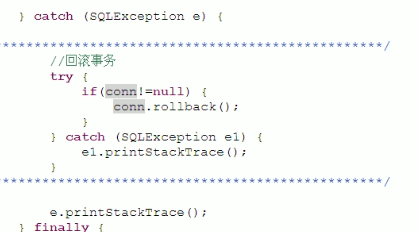 } catch (SQLException e) {
************************************************/
//回滚事务
try {
if(conn!=null) {
conn.rollback();
}
} catch (SQLException e1) {
e1.printStackTrace();
}
************************************************/
e.printStackTrace();
} finally {